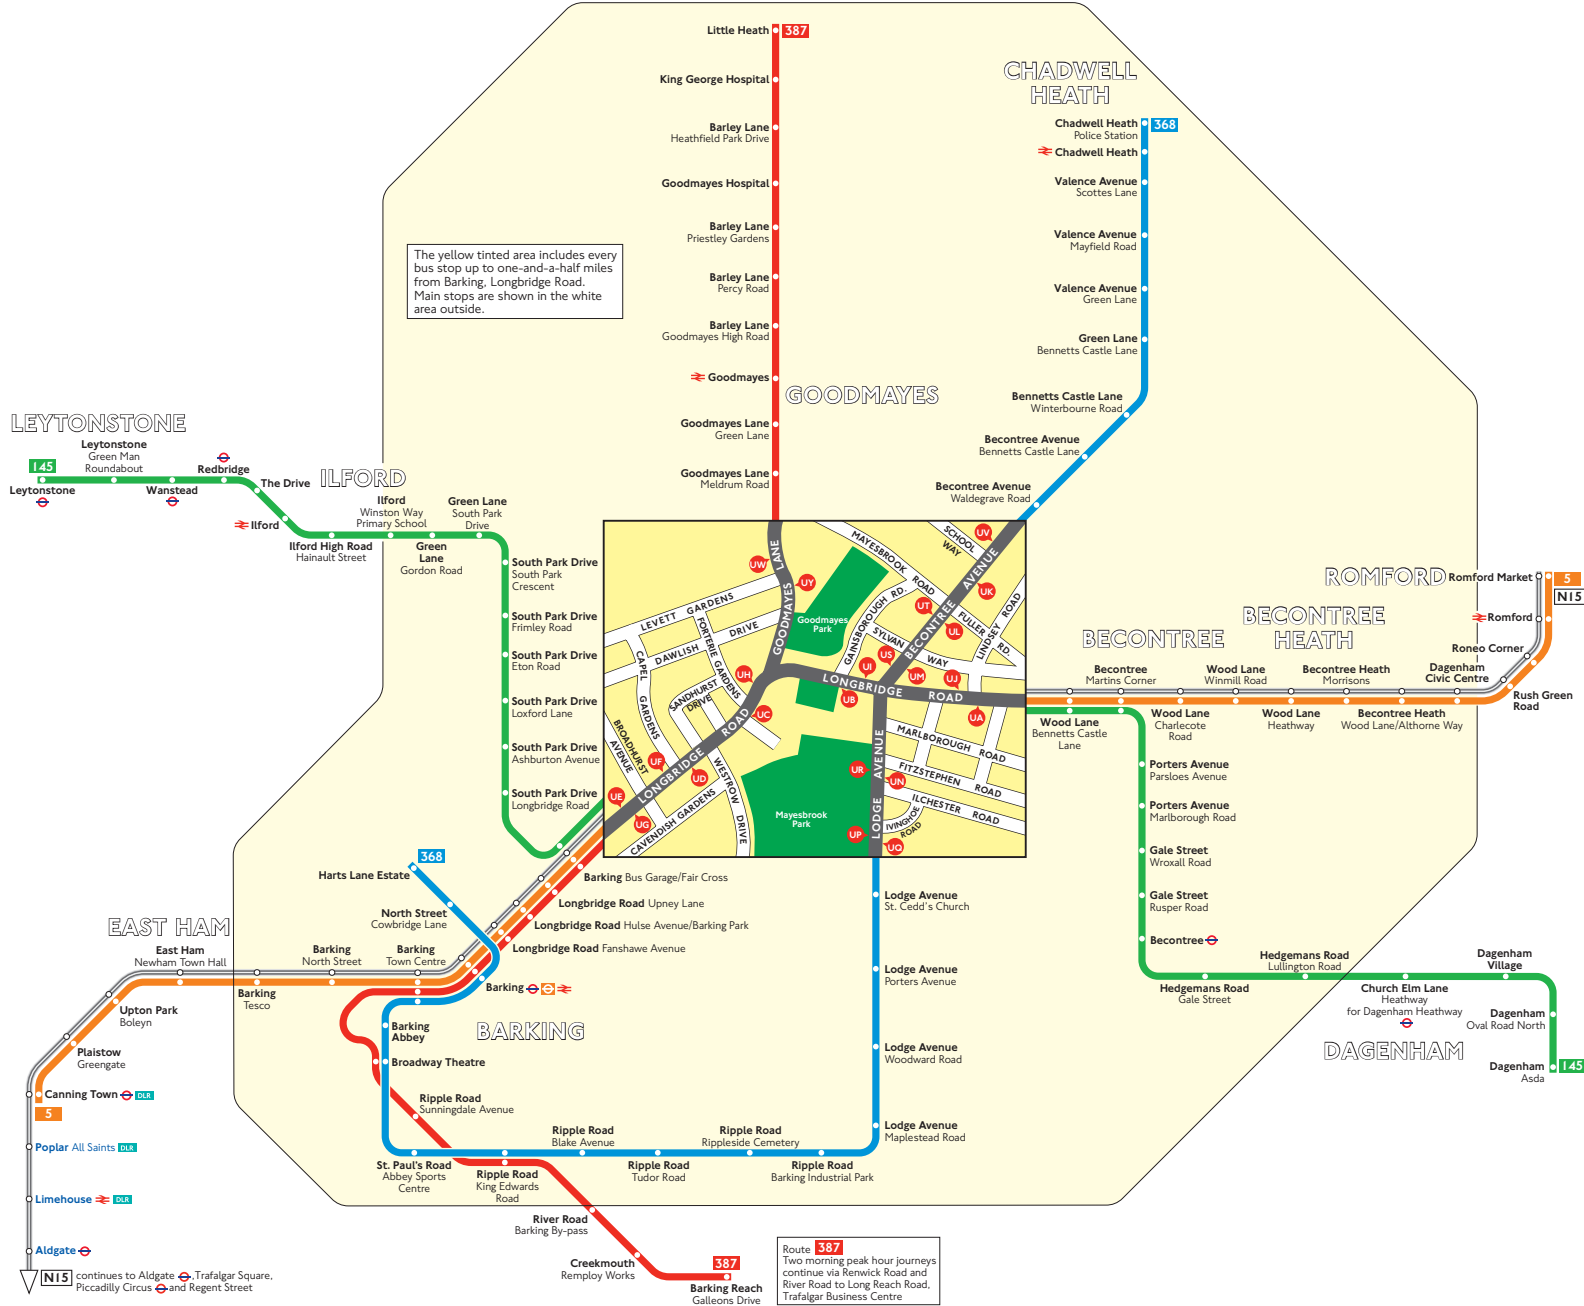 Little Heath
387
King George Hospital
Barley Lane
Heathfield Park Drive
Goodmayes Hospital
Barley Lane
Priestley Gardens
Barley Lane
Percy Road
Barley Lane
Goodmayes High Road
Goodmayes
GOODMAYES
Goodmayes Lane
Green Lane
Goodmayes Lane
Meldrum Road
CHADWELL
HEATH
Chadwell Heath
Police Station
368
Chadwell Heath
Valence Avenue
Scottes Lane
Valence Avenue
Mayfield Road
Valence Avenue
Green Lane
Green Lane
Bennetts Castle Lane
Bennetts Castle Lane
Winterbourne Road
Becontree Avenue
Bennetts Castle Lane
Becontree Avenue
Waldegrave Road
The yellow tinted area includes every
bus stop up to one-and-a-half miles
from Barking, Longbridge Road.
Main stops are shown in the white
area outside.
LEYTONSTONE
145
Leytonstone
Leytonstone
Green Man
Roundabout
Wanstead
Redbridge
The Drive
ILFORD
Ilford
Ilford High Road
Hainault Street
Ilford
Winston Way
Primary School
Green
Lane
Gordon Road
Green Lane
South Park
Drive
South Park Drive
South Park
Crescent
South Park Drive
Frimley Road
South Park Drive
Eton Road
South Park Drive
Loxford Lane
South Park Drive
Ashburton Avenue
South Park Drive
Longbridge Road
GOODMAYES LANE
LEVETT GARDENS
DAWLISH DRIVE
FORTERIE GARDENS
CAPEL GARDENS
SANDHURST
DRIVE
BROADHURST
AVENUE
LONGBRIDGE ROAD
WESTROW DRIVE
CAVENDISH GARDENS
Goodmayes
Park
Mayesbrook
Park
MAYESBROOK ROAD
SCHOOL
WAY
BECONTREE AVENUE
GAINSBOROUGH RD.
SYLVAN WAY
FULLER RD.
LINDSEY ROAD
LONGBRIDGE ROAD
LODGE AVENUE
MARLBOROUGH ROAD
FITZSTEPHEN ROAD
ILCHESTER ROAD
IVINGHOE
ROAD
UW
UY
UV
UK
UT
UL
US
UI
UM
UJ
UH
UB
UA
UC
UF
UD
UE
UG
UR
UN
UP
UQ
ROMFORD
Romford Market
5
N15
Romford
Roneo Corner
Rush Green
Road
BECONTREE
BECONTREE
HEATH
Becontree
Martins Corner
Wood Lane
Winmill Road
Becontree Heath
Morrisons
Dagenham
Civic Centre
Wood Lane
Bennetts Castle
Lane
Wood Lane
Charlecote
Road
Wood Lane
Heathway
Becontree Heath
Wood Lane/Althorne Way
Porters Avenue
Parsloes Avenue
Porters Avenue
Marlborough Road
Gale Street
Wroxall Road
Gale Street
Rusper Road
Becontree
Hedgemans Road
Gale Street
Hedgemans Road
Lullington Road
Church Elm Lane
Heathway
for Dagenham Heathway
Dagenham
Village
Dagenham
Oval Road North
DAGENHAM
Dagenham
Asda
145
368
Harts Lane Estate
North Street
Cowbridge Lane
Barking Bus Garage/Fair Cross
Longbridge Road Upney Lane
Longbridge Road Hulse Avenue/Barking Park
Longbridge Road Fanshawe Avenue
Barking
BARKING
EAST HAM
East Ham
Newham Town Hall
Barking
North Street
Barking
Town Centre
Barking
Tesco
Upton Park
Boleyn
Plaistow
Greengate
Canning Town DLR
5
Poplar All Saints DLR
Limehouse DLR
Aldgate
N15 continues to Aldgate , Trafalgar Square,
Piccadilly Circus and Regent Street
Barking
Abbey
Broadway Theatre
Ripple Road
Sunningdale Avenue
St. Paul's Road
Abbey Sports
Centre
Ripple Road
King Edwards
Road
Ripple Road
Blake Avenue
Ripple Road
Tudor Road
Ripple Road
Rippleside Cemetery
Ripple Road
Barking Industrial Park
Lodge Avenue
St. Cedd's Church
Lodge Avenue
Porters Avenue
Lodge Avenue
Woodward Road
Lodge Avenue
Maplestead Road
River Road
Barking By-pass
Creekmouth
Remploy Works
387
Barking Reach
Galleons Drive
Route 387
Two morning peak hour journeys
continue via Renwick Road and
River Road to Long Reach Road,
Trafalgar Business Centre